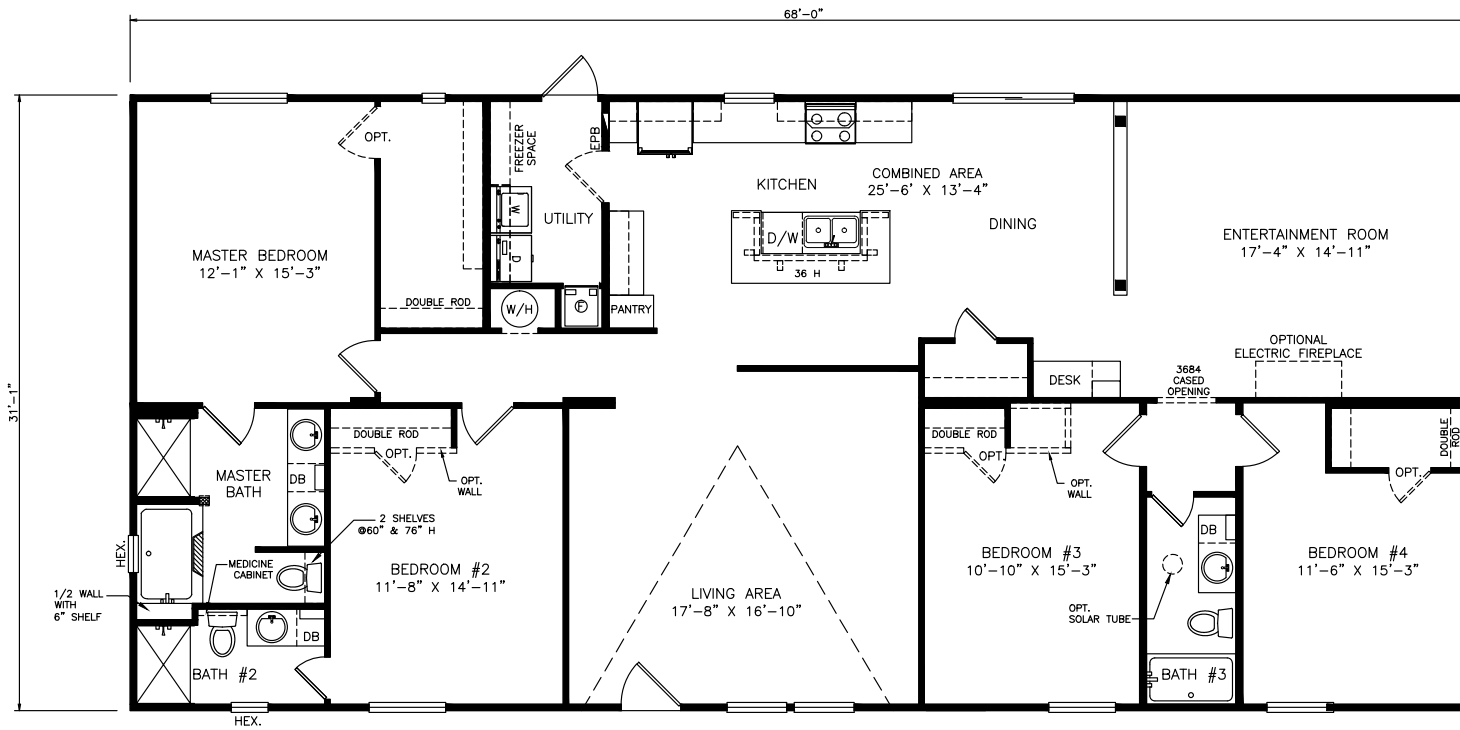 68'-0"
31'-1"
OPT.
FREEZER
SPACE
EPB
MASTER BEDROOM
12'-1" X 15'-3"
DOUBLE ROD
W
D
UTILITY
W/H
F
PANTRY
KITCHEN
COMBINED AREA
25'-6' X 13'-4"
DINING
D/W
36 H
ENTERTAINMENT ROOM
17'-4" X 14'-11"
OPTIONAL
ELECTRIC FIREPLACE
DESK
3684
CASED
OPENING
MASTER
BATH
DB
DOUBLE ROD
OPT.
OPT.
WALL
2 SHELVES
@60" & 76" H
MEDICINE
CABINET
HEX.
1/2 WALL
WITH
6" SHELF
BEDROOM #2
11'-8" X 14'-11"
DB
BATH #2
HEX.
LIVING AREA
17'-8" X 16'-10"
DOUBLE ROD
OPT.
OPT.
WALL
BEDROOM #3
10'-10" X 15'-3"
OPT.
SOLAR TUBE
DB
BATH #3
DOUBLE
ROD
OPT.
BEDROOM #4
11'-6" X 15'-3"